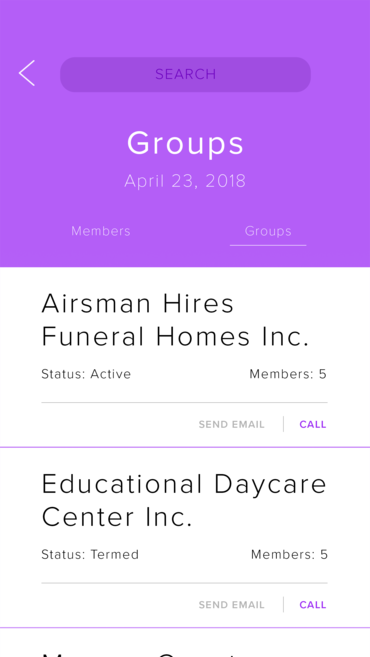 SEARCH
Groups
April 23, 2018
Members Groups
Airsman Hires
Funeral Homes Inc.
Status: Active Members: 5
SEND EMAIL CALL
Educational Daycare
Center Inc.
Status: Termed Members: 5
SEND EMAIL CALL